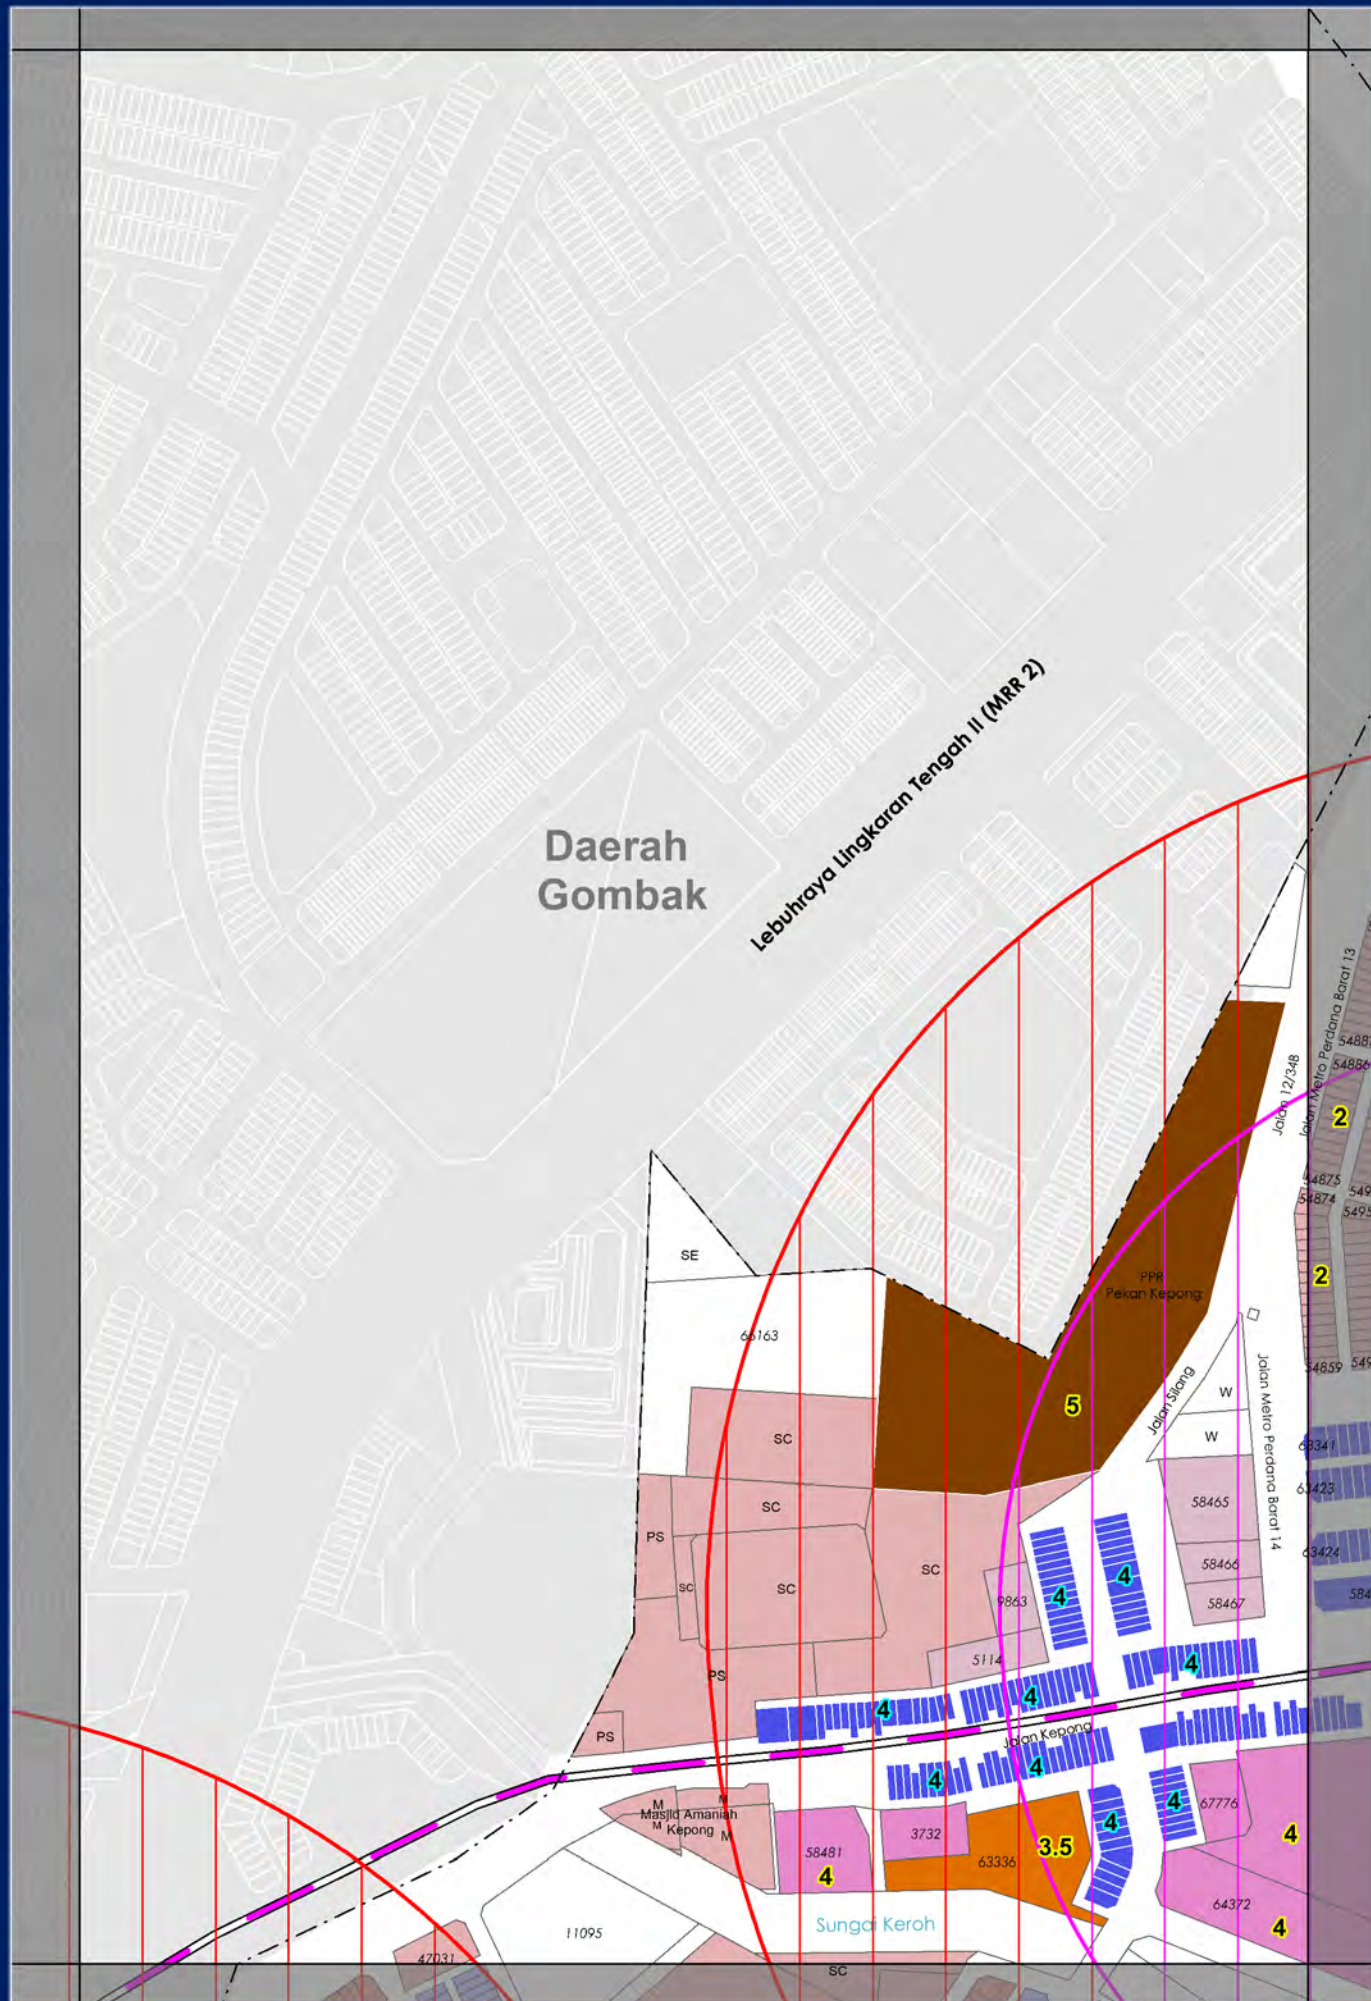 Lebuhraya Lingkaran Tengah II (MRR 2)
Daerah
Gombak
Jalan Metro Perdana Barat 13
54886
Jalan 12/348
2
54875
54874
SE
PPR
Pekan Kepong
2
66163
54859
Jalan Metro Perdana Barat 14
Jalan Silang
W
5
W
SC
63341
63423
58465
SC
PS
63424
58466
SC
4
4
SC
SC
58467
9863
5114
4
PS
4
4
PS
Jalan Kepong
4
4
M
M
Masjid Amaniah
Kepong
M
M
4
67776
4
3732
4
3.5
58481
63336
4
64372
4
Sungai Keroh
11095
47031
SC